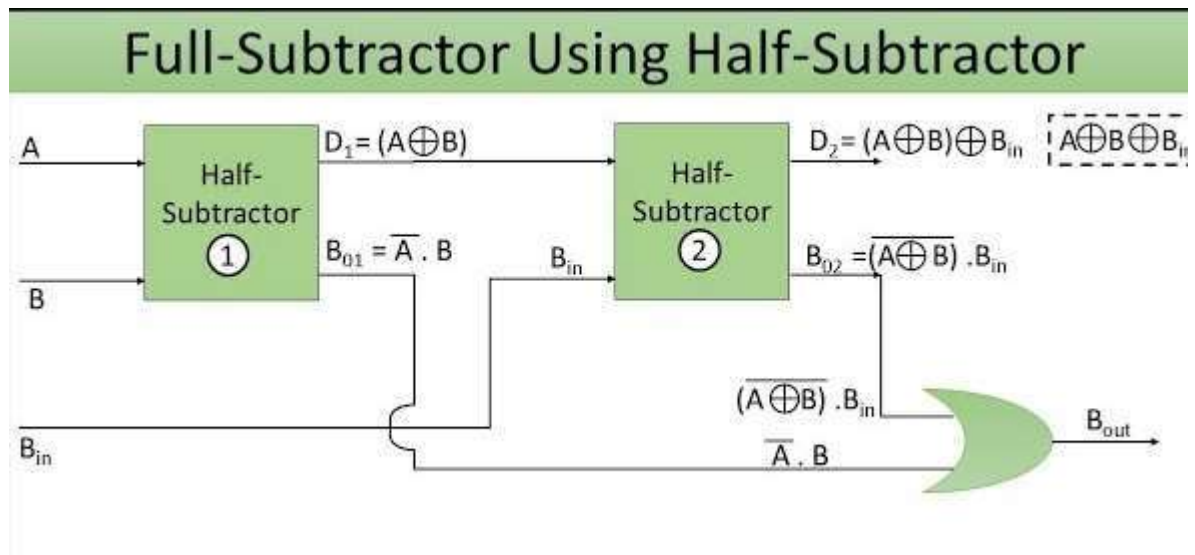 Full-Subtractor Using Half-Subtractor
A
D₁= (A⊕B)
D₂= (A⊕B)⊕Bᵢₙ
A⊕B⊕Bᵢₙ
Half-
Subtractor
①
Half-
Subtractor
②
B₀₁ = A̅ . B
Bᵢₙ
B₀₂ =(A̅ ̅⊕̅ ̅B̅) .Bᵢₙ
B
(A̅ ̅⊕̅B̅) .Bᵢₙ
Bₒᵤₜ
Bᵢₙ
A̅ . B